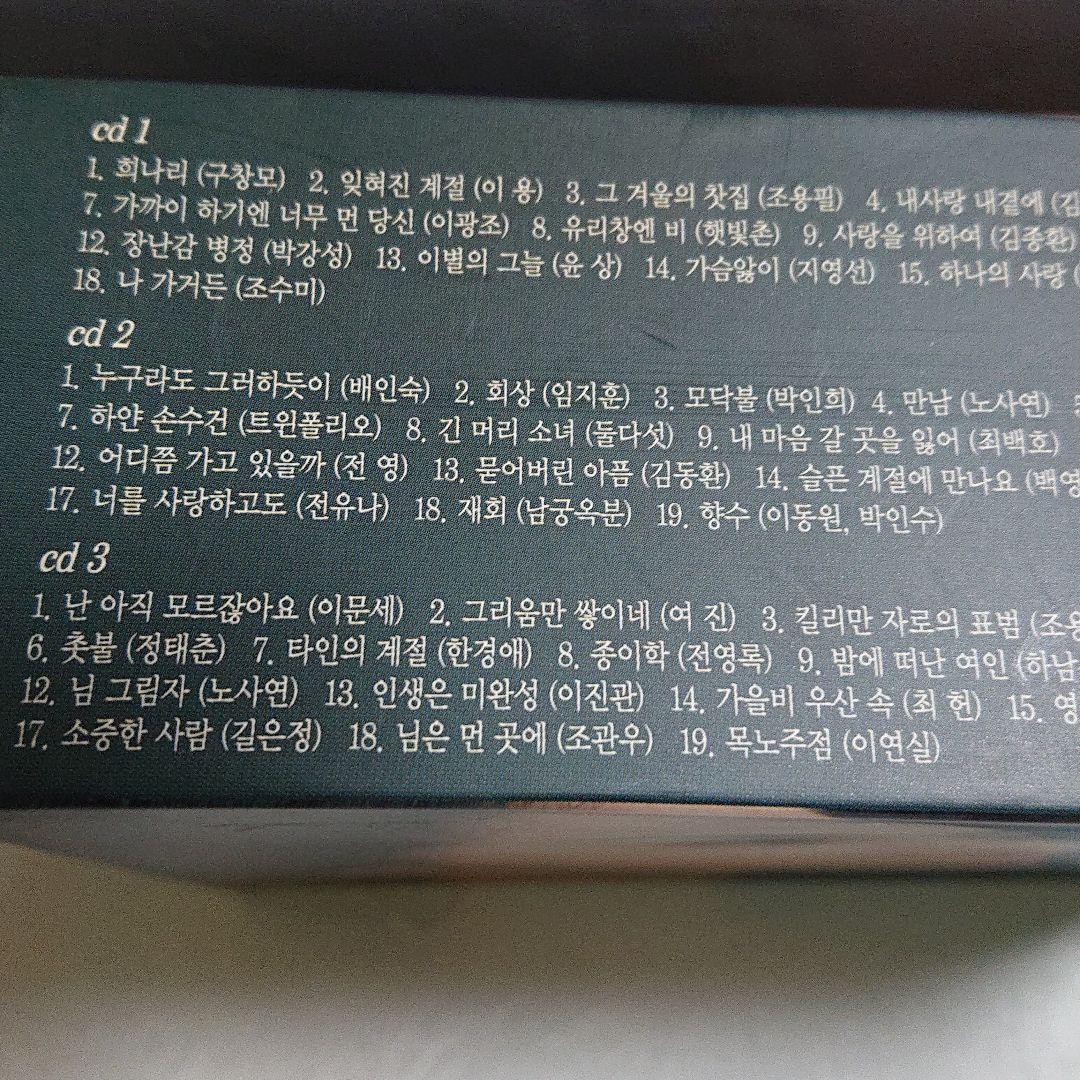 cd 1
1. 희나리 (구창모) 2. 잊혀진 계절 (이 용) 3. 그 겨울의 찻집 (조용필) 4. 내사랑 내곁에 (김
7. 가까이 하기엔 너무 먼 당신 (이광조) 8. 유리창엔 비 (햇빛촌) 9. 사랑을 위하여 (김종환)
12. 장난감 병정 (박강성) 13. 이별의 그늘 (윤 상) 14. 가슴앓이 (지영선) 15. 하나의 사랑 (
18. 나 가거든 (조수미)
cd 2
1. 누구라도 그러하듯이 (배인숙) 2. 회상 (임지훈) 3. 모닥불 (박인희) 4. 만남 (노사연)
7. 하얀 손수건 (트윈폴리오) 8. 긴 머리 소녀 (둘다섯) 9. 내 마음 갈 곳을 잃어 (최백호)
12. 어디쯤 가고 있을까 (전 영) 13. 묻어버린 아픔 (김동환) 14. 슬픈 계절에 만나요 (백영
17. 너를 사랑하고도 (전유나) 18. 재회 (남궁옥분) 19. 향수 (이동원, 박인수)
cd 3
1. 난 아직 모르잖아요 (이문세) 2. 그리움만 쌓이네 (여 진) 3. 킬리만 자로의 표범 (조용
6. 촛불 (정태춘) 7. 타인의 계절 (한경애) 8. 종이학 (전영록) 9. 밤에 떠난 여인 (하남
12. 님 그림자 (노사연) 13. 인생은 미완성 (이진관) 14. 가을비 우산 속 (최 헌) 15. 영
17. 소중한 사람 (길은정) 18. 님은 먼 곳에 (조관우) 19. 목노주점 (이연실)